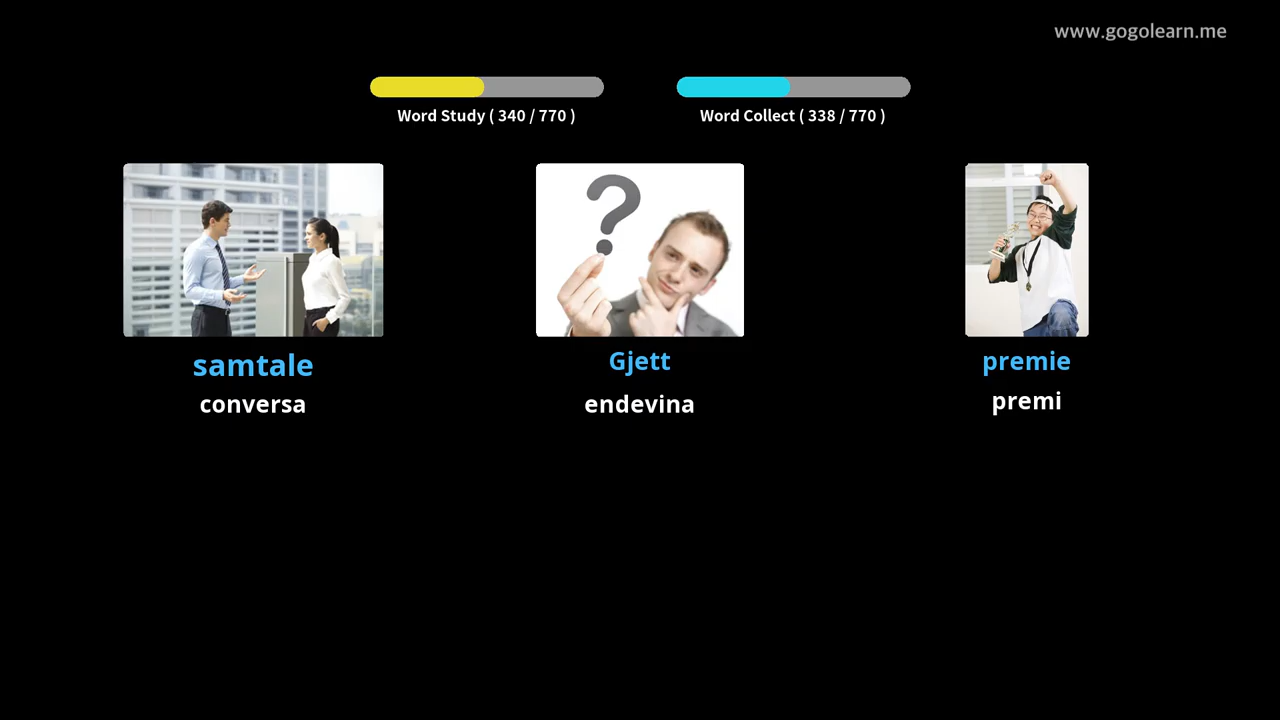 www.gogolearn.me
Word Study ( 340 / 770 )
Word Collect ( 338 / 770 )
samtale
conversa
Gjett
endevina
premie
premi